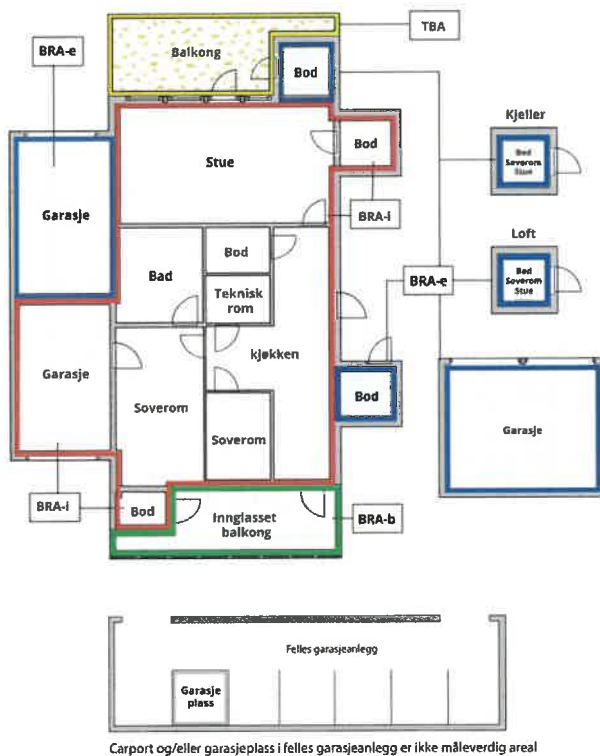 TBA
BRA-e
Balkong
Bod
Kjeller
Bod
Soverom
Stue
Stue
Bod
BRA-i
Garasje
Loft
Bod
Soverom
Stue
BRA-e
Bad
Bod
Teknisk
rom
kjøkken
Garasje
Soverom
Soverom
Bod
Garasje
BRA-i
Bod
Innglasset
balkong
BRA-b
Felles garasjeanlegg
Garasje
plass
Carport og/eller garasjeplass i felles garasjeanlegg er ikke måleverdig areal